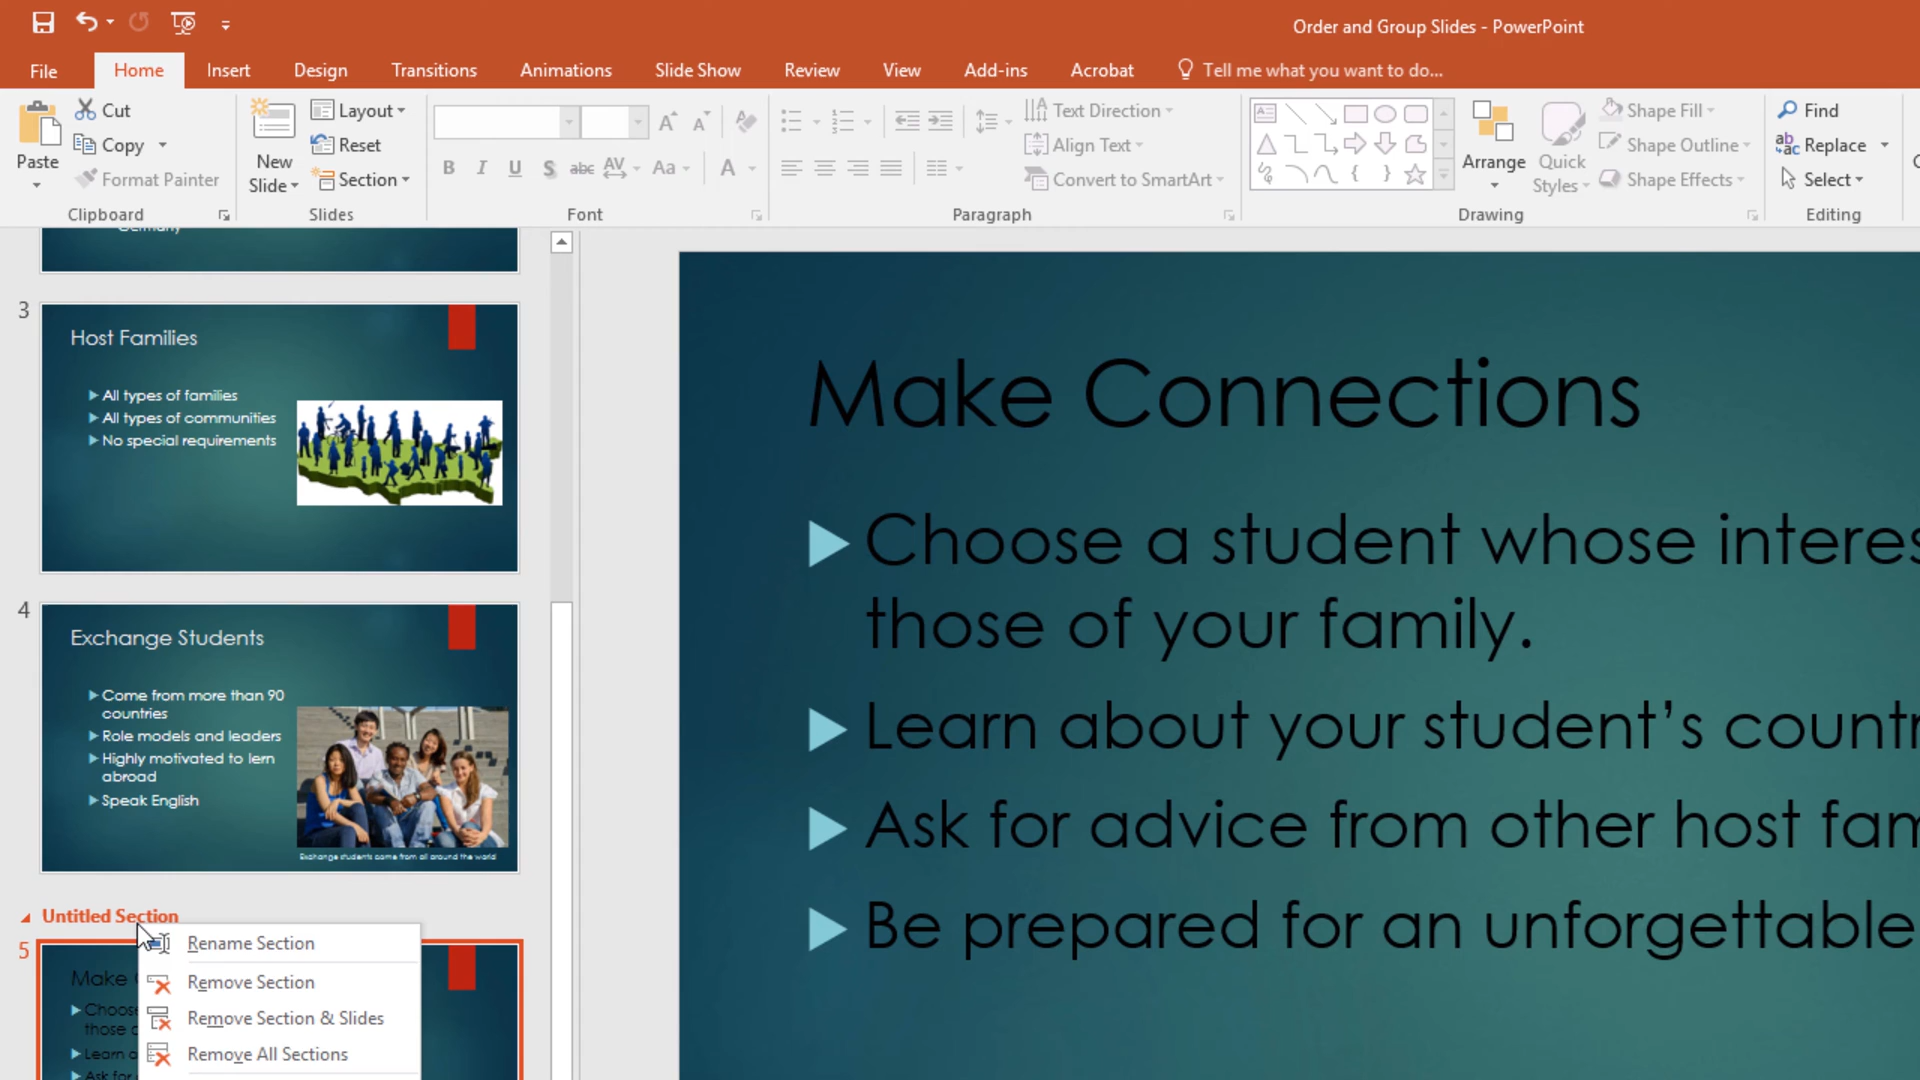 Order and Group Slides - PowerPoint
File Home Insert Design Transitions Animations Slide Show Review View Add-ins Acrobat Tell me what you want to do...
Paste
Cut
Copy
Format Painter
Clipboard
New Slide
Layout
Reset
Section
Slides
B I U S abc AV Aa A
Font
Text Direction
Align Text
Convert to SmartArt
Paragraph
Arrange
Quick Styles
Shape Fill
Shape Outline
Shape Effects
Drawing
Find
Replace
Select
Editing
Germany
3
Host Families
All types of families
All types of communities
No special requirements
4
Exchange Students
Come from more than 90
countries
Role models and leaders
Highly motivated to lern
abroad
Speak English
Exchange students come from all around the world
Untitled Section
5
Make
Choos
those
Learn
Ask for
Rename Section
Remove Section
Remove Section & Slides
Remove All Sections
Make Connections
Choose a student whose interes
those of your family.
Learn about your student's countr
Ask for advice from other host fam
Be prepared for an unforgettable